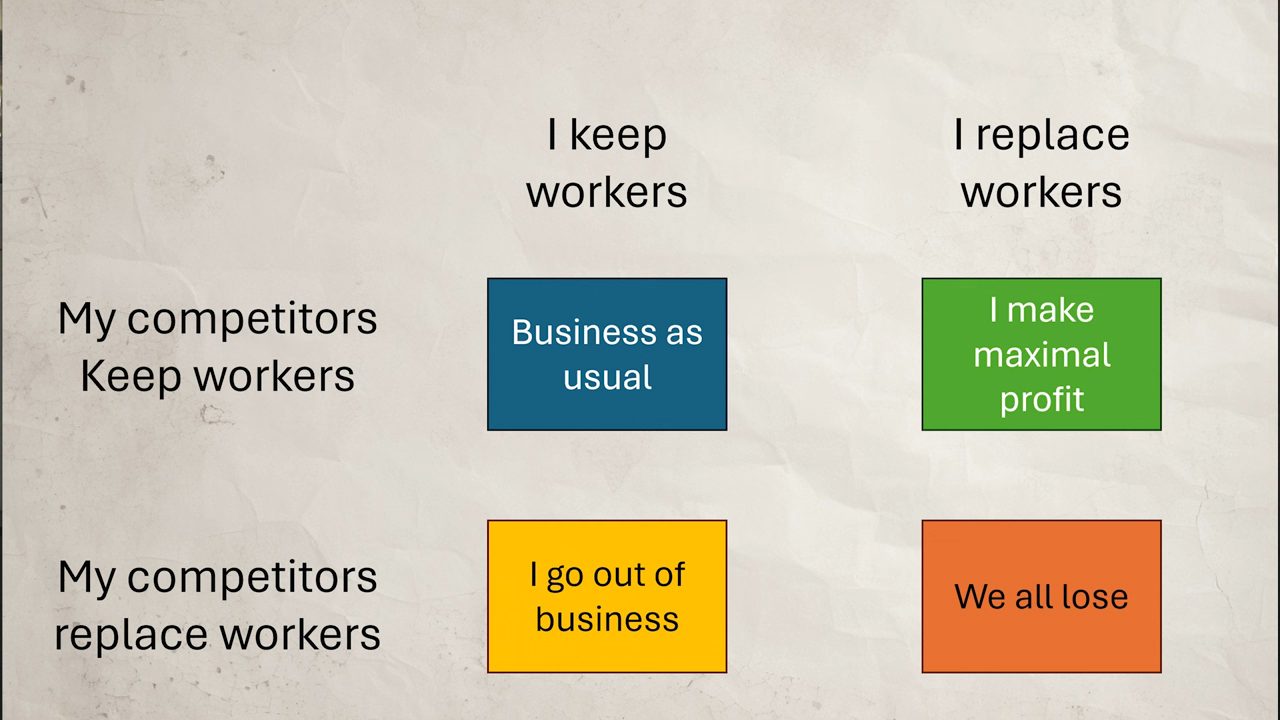 I keep
workers
I replace
workers
My competitors
Keep workers
Business as
usual
I make
maximal
profit
My competitors
replace workers
I go out of
business
We all lose